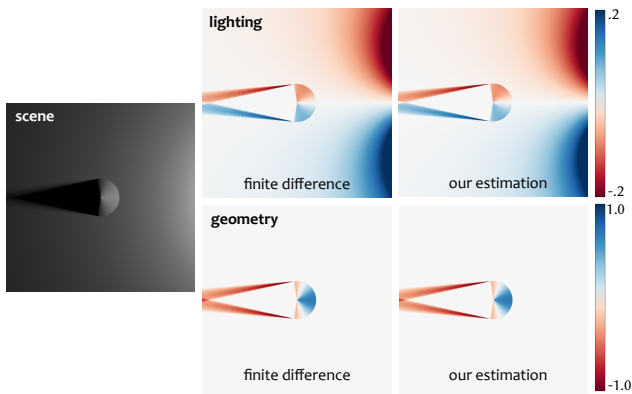 lighting
.2
scene
finite difference
our estimation
-.2
geometry
1.0
finite difference
our estimation
-1.0